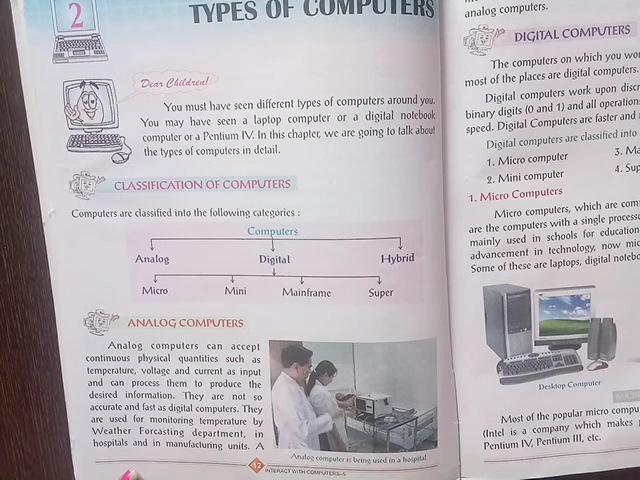 2
TYPES OF COMPUTERS
Dear Children!
You must have seen different types of computers around you.
You may have seen a laptop computer or a digital notebook
computer or a Pentium IV. In this chapter, we are going to talk about
the types of computers in detail.
CLASSIFICATION OF COMPUTERS
Computers are classified into the following categories :
Computers
Analog Digital Hybrid
Micro Mini Mainframe Super
ANALOG COMPUTERS
Analog computers can accept
continuous physical quantities such as
temperature, voltage and current as input
and can process them to produce the
desired information. They are not so
accurate and fast as digital computers. They
are used for monitoring temperature by
Weather Forcasting department, in
hospitals and in manufacturing units. A
Analog computer is being used in a hospital
12
INTERACT WITH COMPUTERS-5
analog computers.
DIGITAL COMPUTERS
The computers on which you
most of the places are digital computers.
Digital computers work upon
binary digits (0 and 1) and all
speed. Digital Computers are faster and
Digital computers are classified into
1. Micro computer 3.
2. Mini computer 4.
1. Micro Computers
Micro computers, which are
are the computers with a single
mainly used in schools for
advancement in technology, now
Some of these are laptops, digital
Desktop Computer
Most of the popular micro
(Intel is a company which makes
Pentium IV, Pentium III, etc.